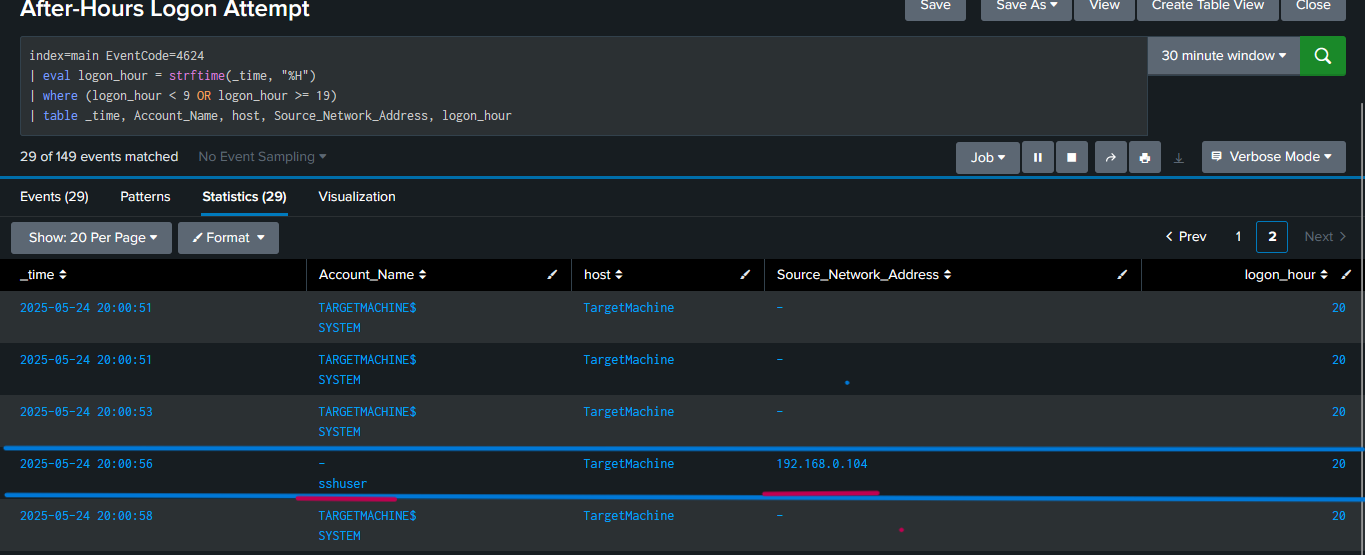 After-Hours Logon Attempt
Save Save As View Create Table View Close
index=main EventCode=4624
| eval logon_hour = strftime(_time, "%H")
| where (logon_hour < 9 OR logon_hour >= 19)
| table _time, Account_Name, host, Source_Network_Address, logon_hour
30 minute window
29 of 149 events matched No Event Sampling
Job Verbose Mode
Events (29) Patterns Statistics (29) Visualization
Show: 20 Per Page Format
< Prev 1 2 Next >
_time Account_Name host Source_Network_Address logon_hour
2025-05-24 20:00:51 TARGETMACHINE$ TargetMachine - 20
SYSTEM
2025-05-24 20:00:51 TARGETMACHINE$ TargetMachine - 20
SYSTEM
2025-05-24 20:00:53 TARGETMACHINE$ TargetMachine - 20
SYSTEM
2025-05-24 20:00:56 - TargetMachine 192.168.0.104 20
sshuser
2025-05-24 20:00:58 TARGETMACHINE$ TargetMachine - 20
SYSTEM